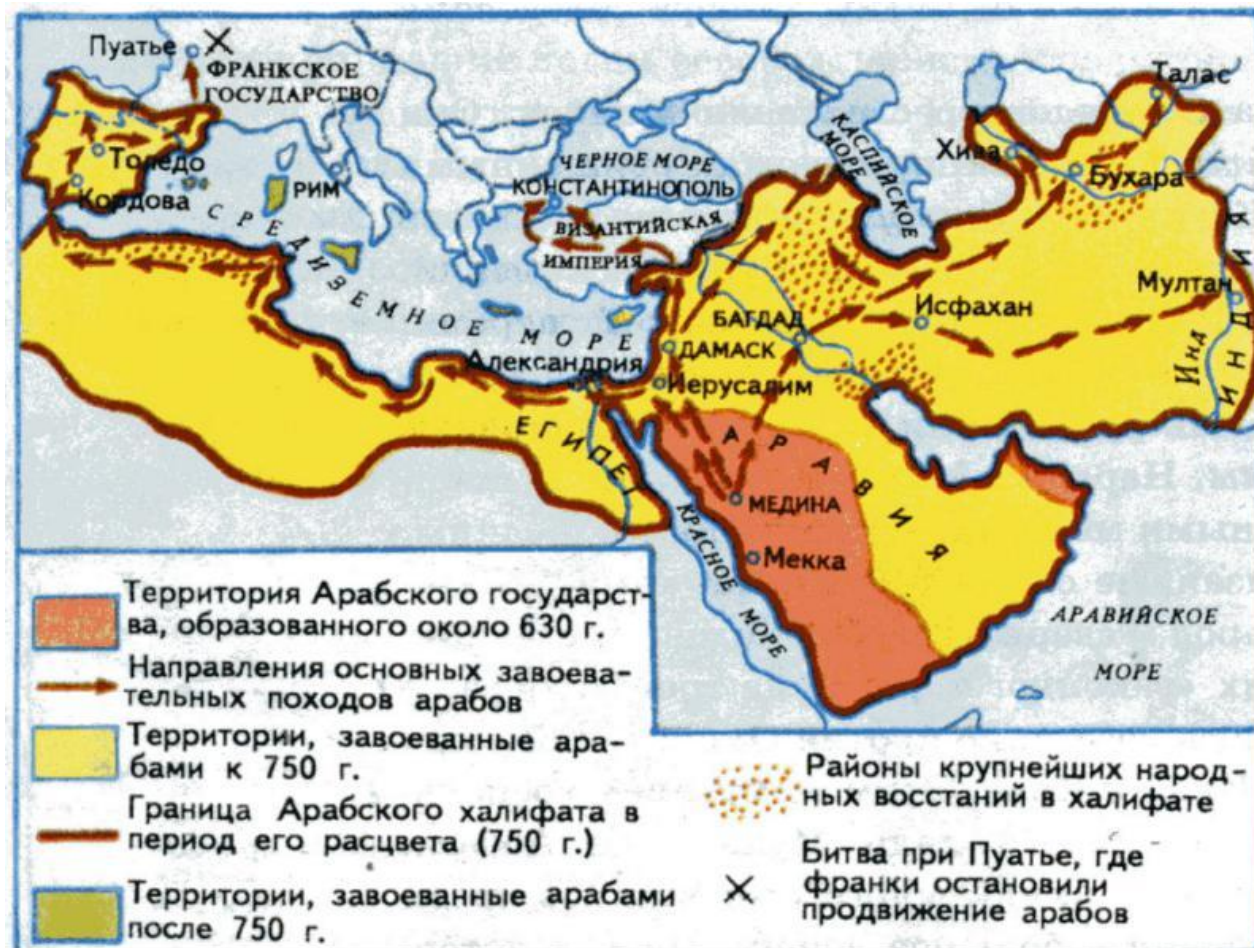 Пуатье
ФРАНКСКОЕ
ГОСУДАРСТВО
Талас
КАСПИЙСКОЕ
МОРЕ
Хива
Бухара
Толедо
Кордова
РИМ
ЧЕРНОЕ МОРЕ
КОНСТАНТИНОПОЛЬ
ВИЗАНТИЙСКАЯ
ИМПЕРИЯ
СРЕДИЗЕМНОЕ МОРЕ
ИНДИЯ
Мултан
Инд
Исфахан
БАГДАД
ДАМАСК
Александрия
Иерусалим
ЕГИПЕТ
АРАВИЯ
МЕДИНА
Мекка
КРАСНОЕ МОРЕ
АРАВИЙСКОЕ
МОРЕ
Территория Арабского государст-
ва, образованного около 630 г.
Направления основных завоева-
тельных походов арабов
Территории, завоеванные ара-
бами к 750 г.
Граница Арабского халифата в
период его расцвета (750 г.)
Территории, завоеванные арабами
после 750 г.
Районы крупнейших народ-
ных восстаний в халифате
Битва при Пуатье, где
франки остановили
продвижение арабов